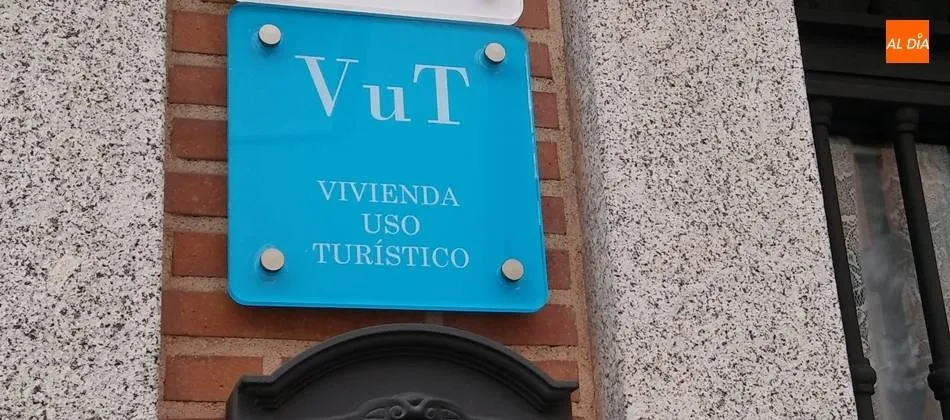 AL DÍA
VuT
VIVIENDA
USO
TURÍSTICO